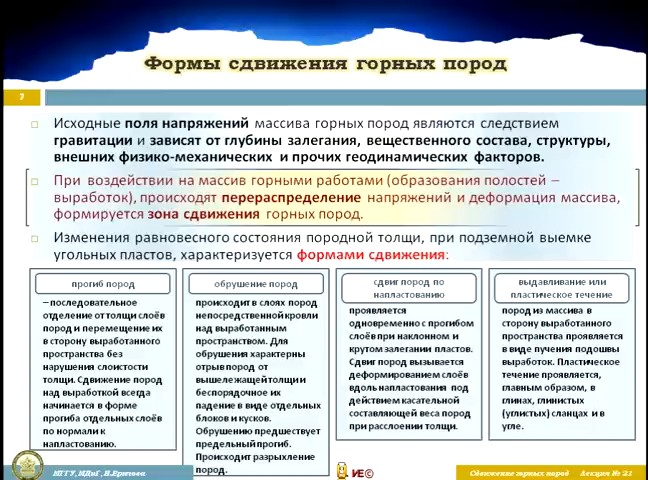 Формы сдвижения горных пород
7
Исходные поля напряжений массива горных пород являются следствием
гравитации и зависят от глубины залегания, вещественного состава, структуры,
внешних физико-механических и прочих геодинамических факторов.
При воздействии на массив горными работами (образования полостей –
выработок), происходят перераспределение напряжений и деформация массива,
формируется зона сдвижения горных пород.
Изменения равновесного состояния породной толщи, при подземной выемке
угольных пластов, характеризуется формами сдвижения:
прогиб пород
– последовательное
отделение от толщи слоёв
пород и перемещение их
в сторону выработанного
пространства без
нарушения слоистости
толщи. Сдвижение пород
над выработкой всегда
начинается в форме
прогиба отдельных слоёв
по нормали к
напластованию.
обрушение пород
происходит в слоях пород
непосредственной кровли
над выработанным
пространством. Для
обрушения характерны
отрыв пород от
вышележащей толщи и
беспорядочное их
падение в виде отдельных
блоков и кусков.
Обрушению предшествует
предельный прогиб.
Происходит разрыхление
пород.
сдвиг пород по
напластованию
проявляется
одновременно с прогибом
слоёв при наклонном и
крутом залегании пластов.
Сдвиг пород вызывается
деформированием слоёв
вдоль напластования под
действием касательной
составляющей веса пород
при расслоении толщи.
выдавливание или
пластическое течение
пород из массива в
сторону выработанного
пространства проявляется
в виде пучения подошвы
выработок. Пластическое
течение проявляется,
главным образом, в
глинах, глинистых
(углистых) сланцах и в
угле.
ИЕ©
Сдвижение горных пород Лекция № 21